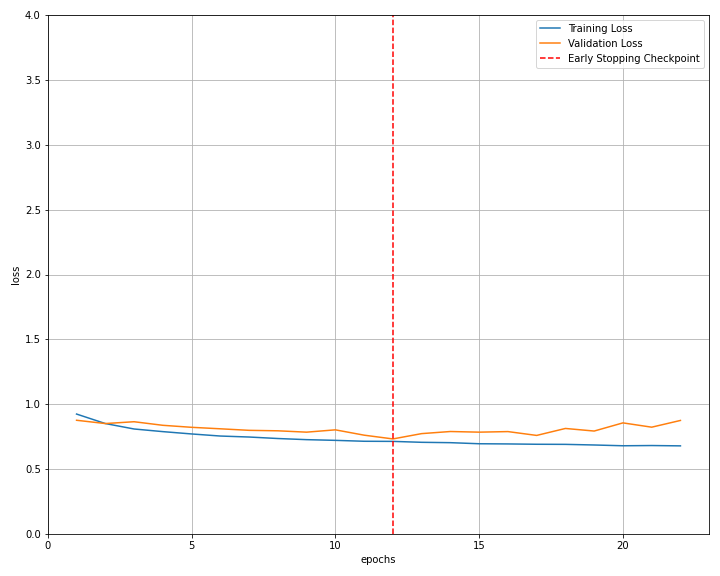 4.0
3.5
3.0
2.5
2.0
1.5
1.0
0.5
0.0
loss
0 5 10 15 20
epochs
Training Loss
Validation Loss
Early Stopping Checkpoint